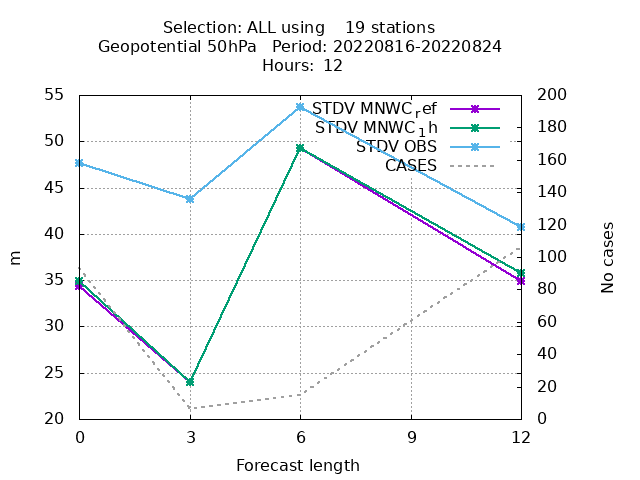 Selection: ALL using 19 stations
Geopotential 50hPa Period: 20220816-20220824
Hours: 12
55
50
45
40
35
30
25
20
m
STDV MNWCref
STDV MNWC1h
STDV OBS
CASES
200
180
160
140
120
100
80
60
40
20
0
No cases
0 3 6 9 12
Forecast length